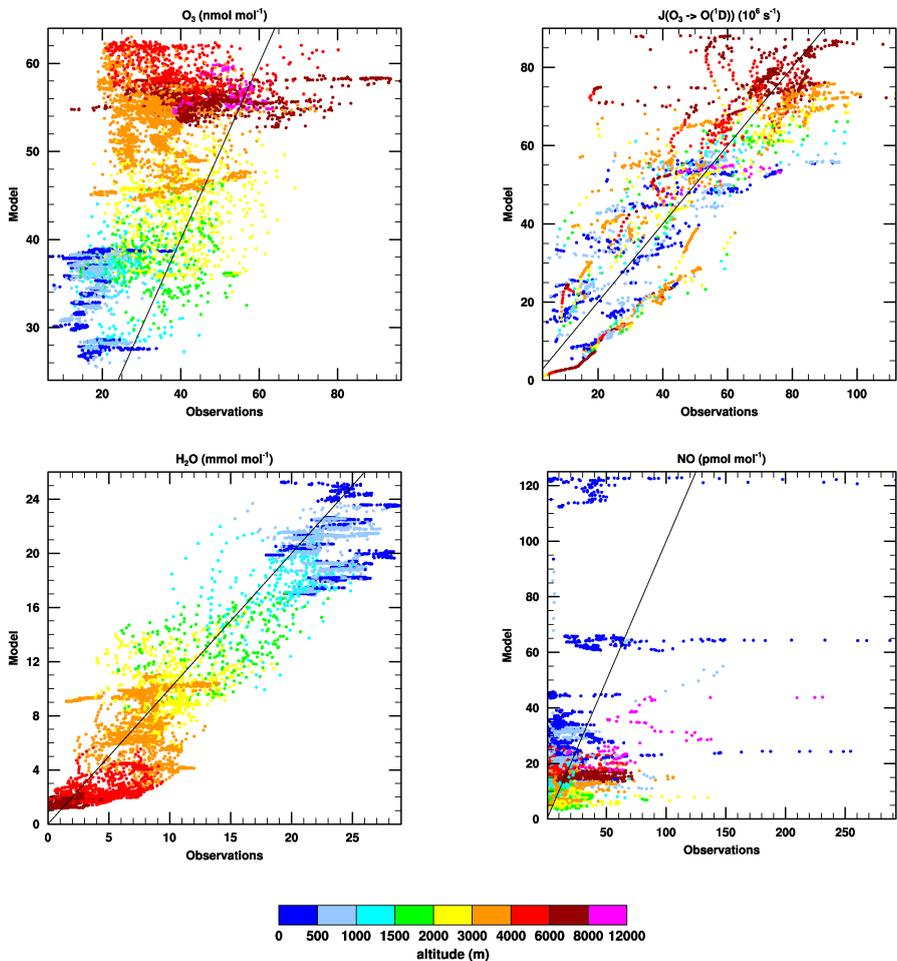 O₃ (nmol mol⁻¹)
60
50
40
30
Model
20 40 60 80
Observations
J(O₃ -> O(¹D)) (10⁶ s⁻¹)
80
60
40
20
0
Model
20 40 60 80 100
Observations
H₂O (mmol mol⁻¹)
24
20
16
12
8
4
0
Model
0 5 10 15 20 25
Observations
NO (pmol mol⁻¹)
120
100
80
60
40
20
0
Model
50 100 150 200 250
Observations
0 500 1000 1500 2000 3000 4000 6000 8000 12000
altitude (m)